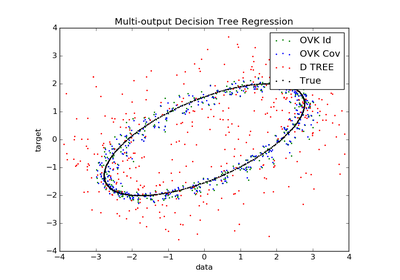 Multi-output Decision Tree Regression
OVK Id
OVK Cov
D TREE
True
target
4
3
2
1
0
−1
−2
−3
−4
−4 −3 −2 −1 0 1 2 3 4
data